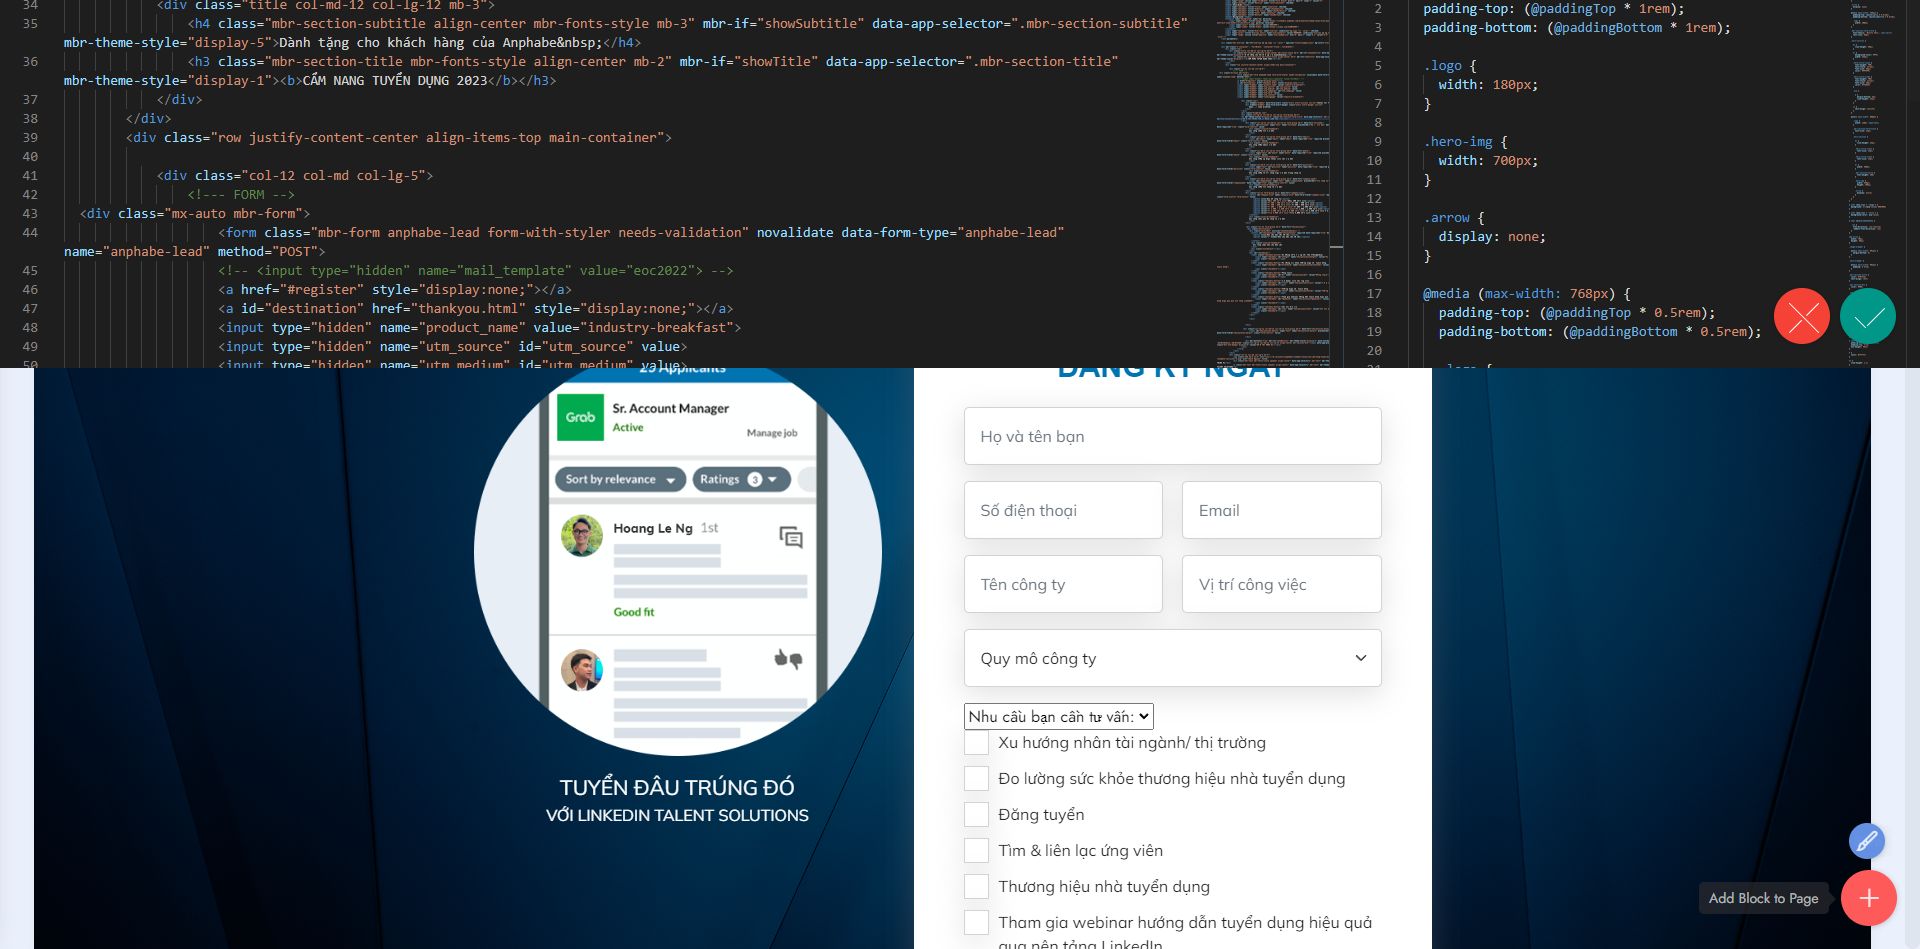 34 <div class="title col-md-12 col-lg-12 mb-3">
35 <h4 class="mbr-section-subtitle align-center mbr-fonts-style mb-3" mbr-if="showSubtitle" data-app-selector=".mbr-section-subtitle"
mbr-theme-style="display-5">Dành tặng cho khách hàng của Anphabe&nbsp;</h4>
36 <h3 class="mbr-section-title mbr-fonts-style align-center mb-2" mbr-if="showTitle" data-app-selector=".mbr-section-title"
mbr-theme-style="display-1"><b>CẨM NANG TUYỂN DỤNG 2023</b></h3>
37 </div>
38 </div>
39 <div class="row justify-content-center align-items-top main-container">
40
41 <div class="col-12 col-md col-lg-5">
42 <!--- FORM -->
43 <div class="mx-auto mbr-form">
44 <form class="mbr-form anphabe-lead form-with-styler needs-validation" novalidate data-form-type="anphabe-lead"
name="anphabe-lead" method="POST">
45 <!-- <input type="hidden" name="mail_template" value="eoc2022"> -->
46 <a href="#register" style="display:none;"></a>
47 <a id="destination" href="thankyou.html" style="display:none;"></a>
48 <input type="hidden" name="product_name" value="industry-breakfast">
49 <input type="hidden" name="utm_source" id="utm_source" value>
50 <input type="hidden" name="utm_medium" id="utm_medium" value>
2 padding-top: (@paddingTop * 1rem);
3 padding-bottom: (@paddingBottom * 1rem);
4
5 .logo {
6 width: 180px;
7 }
8
9 .hero-img {
10 width: 700px;
11 }
12
13 .arrow {
14 display: none;
15 }
16
17 @media (max-width: 768px) {
18 padding-top: (@paddingTop * 0.5rem);
19 padding-bottom: (@paddingBottom * 0.5rem);
20
21 .logo {
29 Applicants
Grab
Sr. Account Manager
Active
Manage job
Sort by relevance
Ratings 3
Hoang Le Ng 1st
Good fit
TUYỂN ĐÂU TRÚNG ĐÓ
VỚI LINKEDIN TALENT SOLUTIONS
ĐĂNG KÝ NGAY
Họ và tên bạn
Số điện thoại
Email
Tên công ty
Vị trí công việc
Quy mô công ty
Nhu cầu bạn cần tư vấn:
Xu hướng nhân tài ngành/ thị trường
Đo lường sức khỏe thương hiệu nhà tuyển dụng
Đăng tuyển
Tìm & liên lạc ứng viên
Thương hiệu nhà tuyển dụng
Tham gia webinar hướng dẫn tuyển dụng hiệu quả
qua nền tảng LinkedIn
Add Block to Page